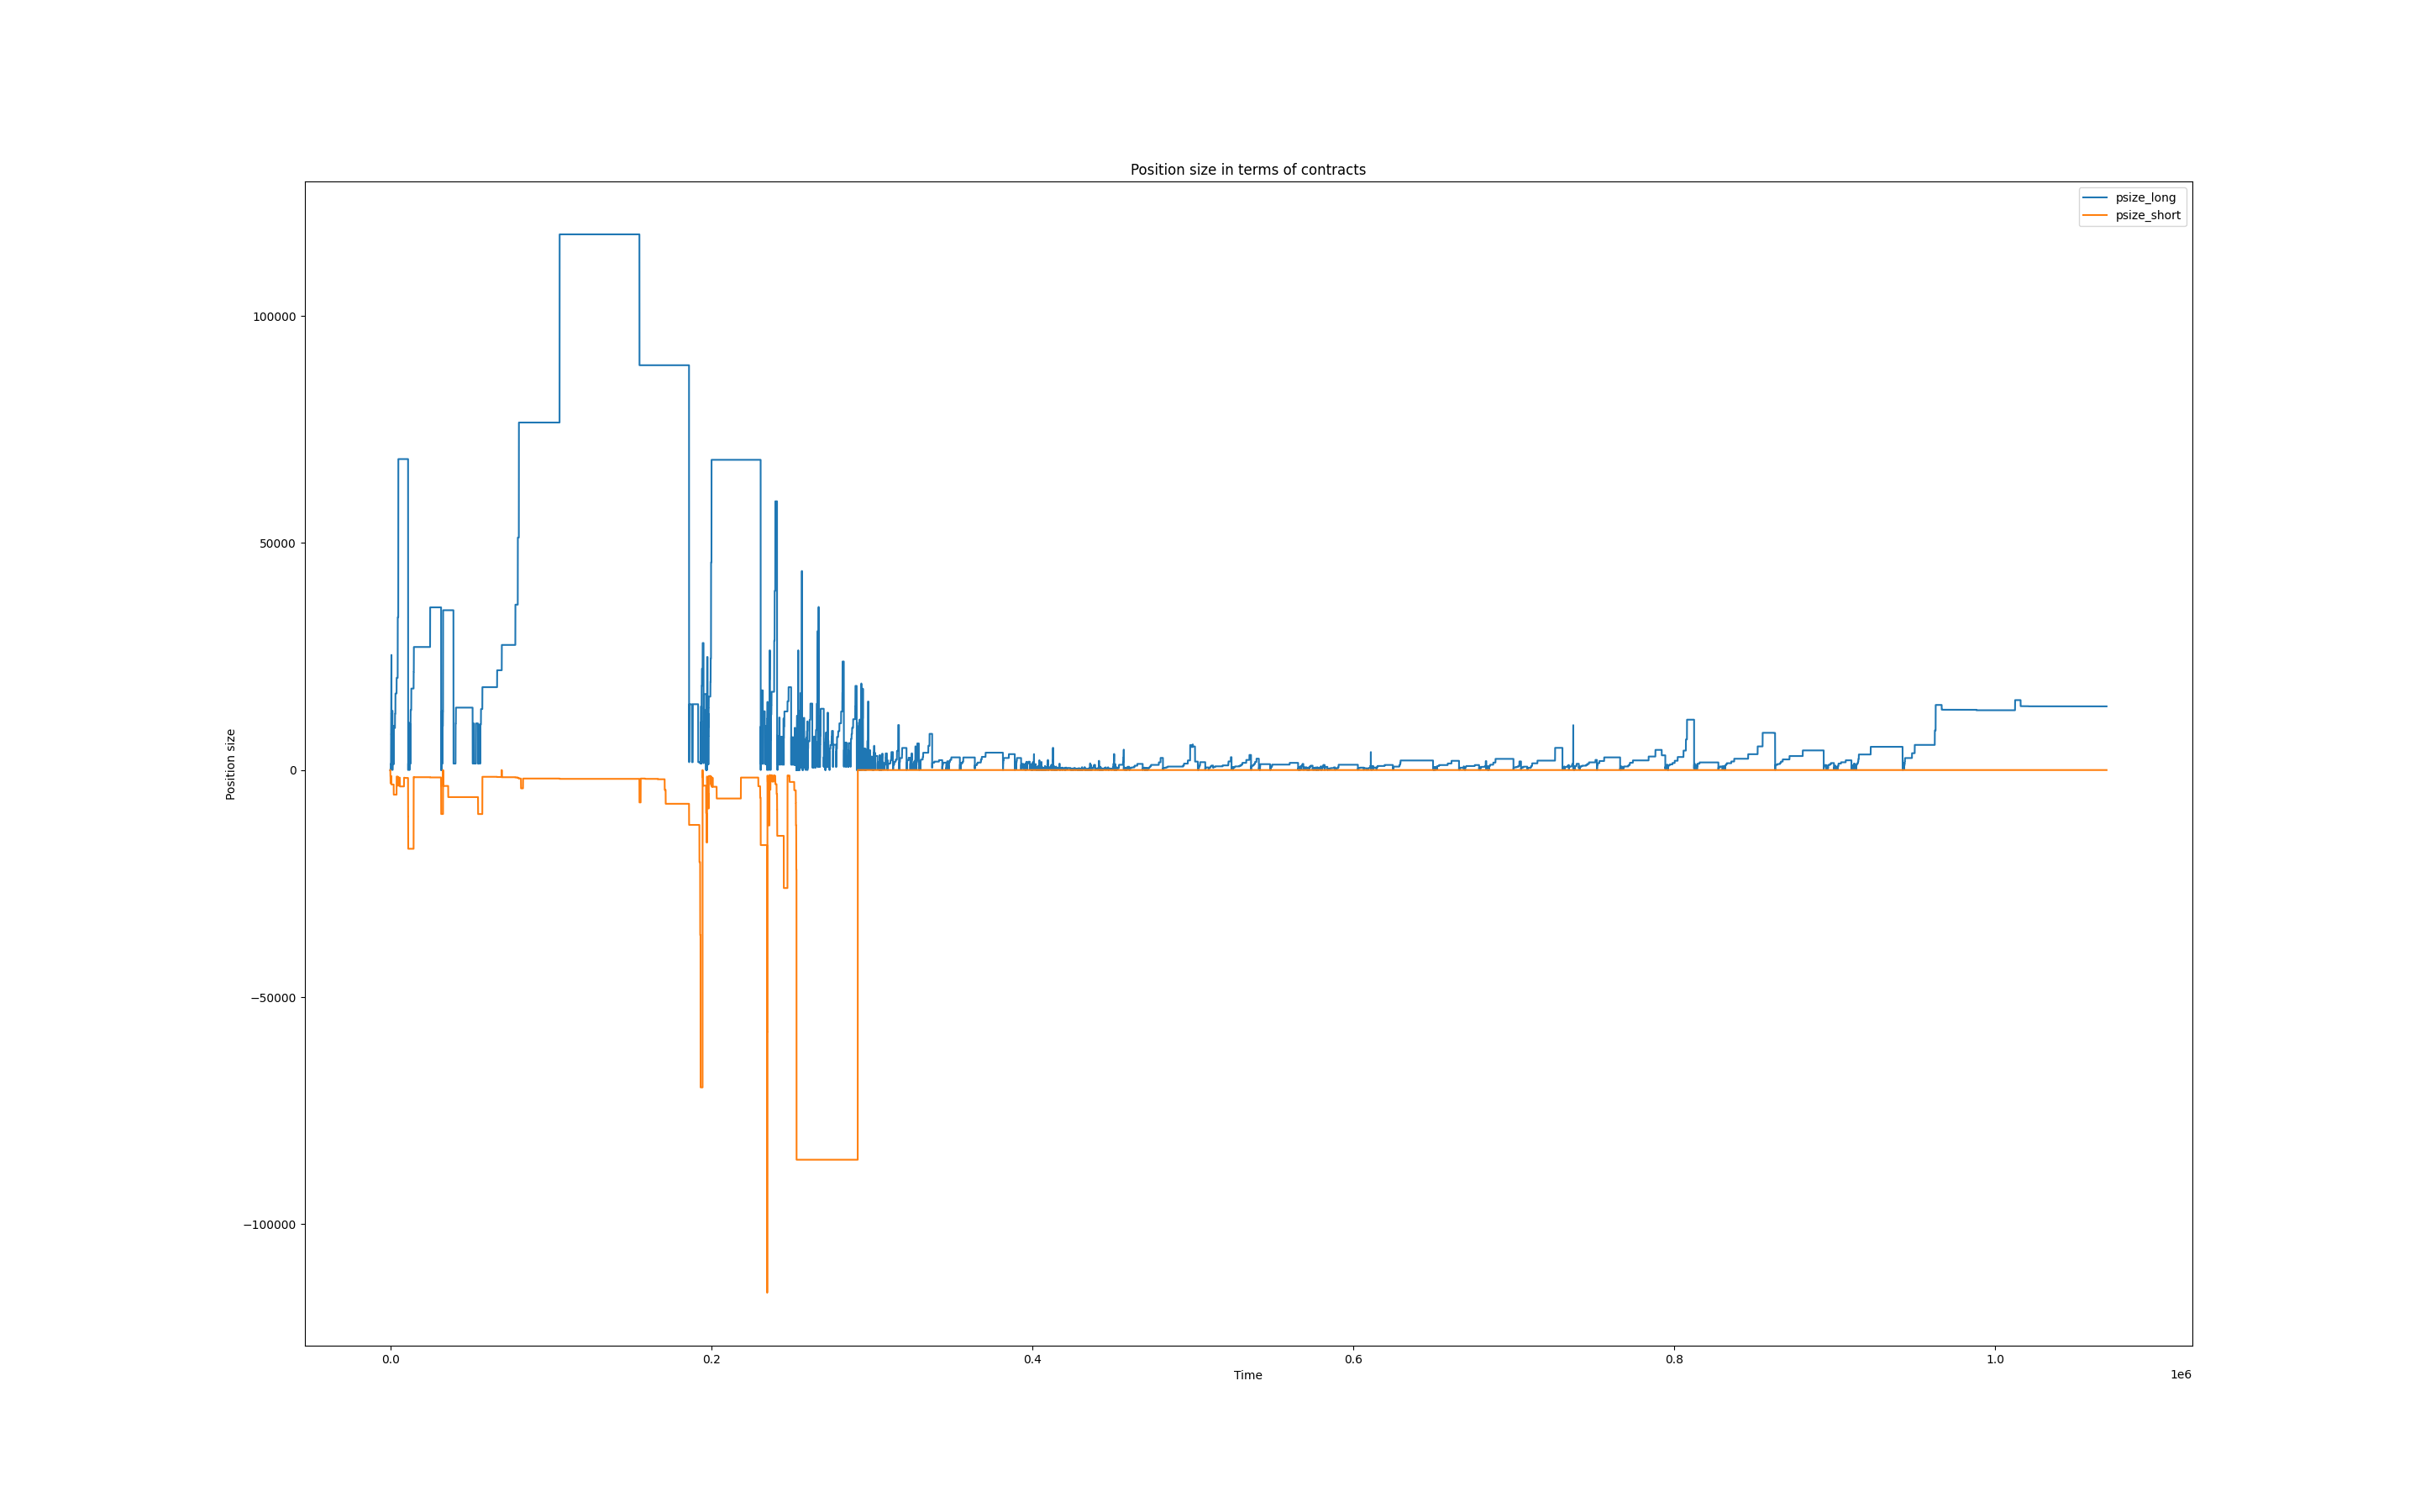 Position size in terms of contracts
psize_long
psize_short
100000
50000
0
−50000
−100000
Position size
0.0
0.2
0.4
0.6
0.8
1.0
Time
1e6